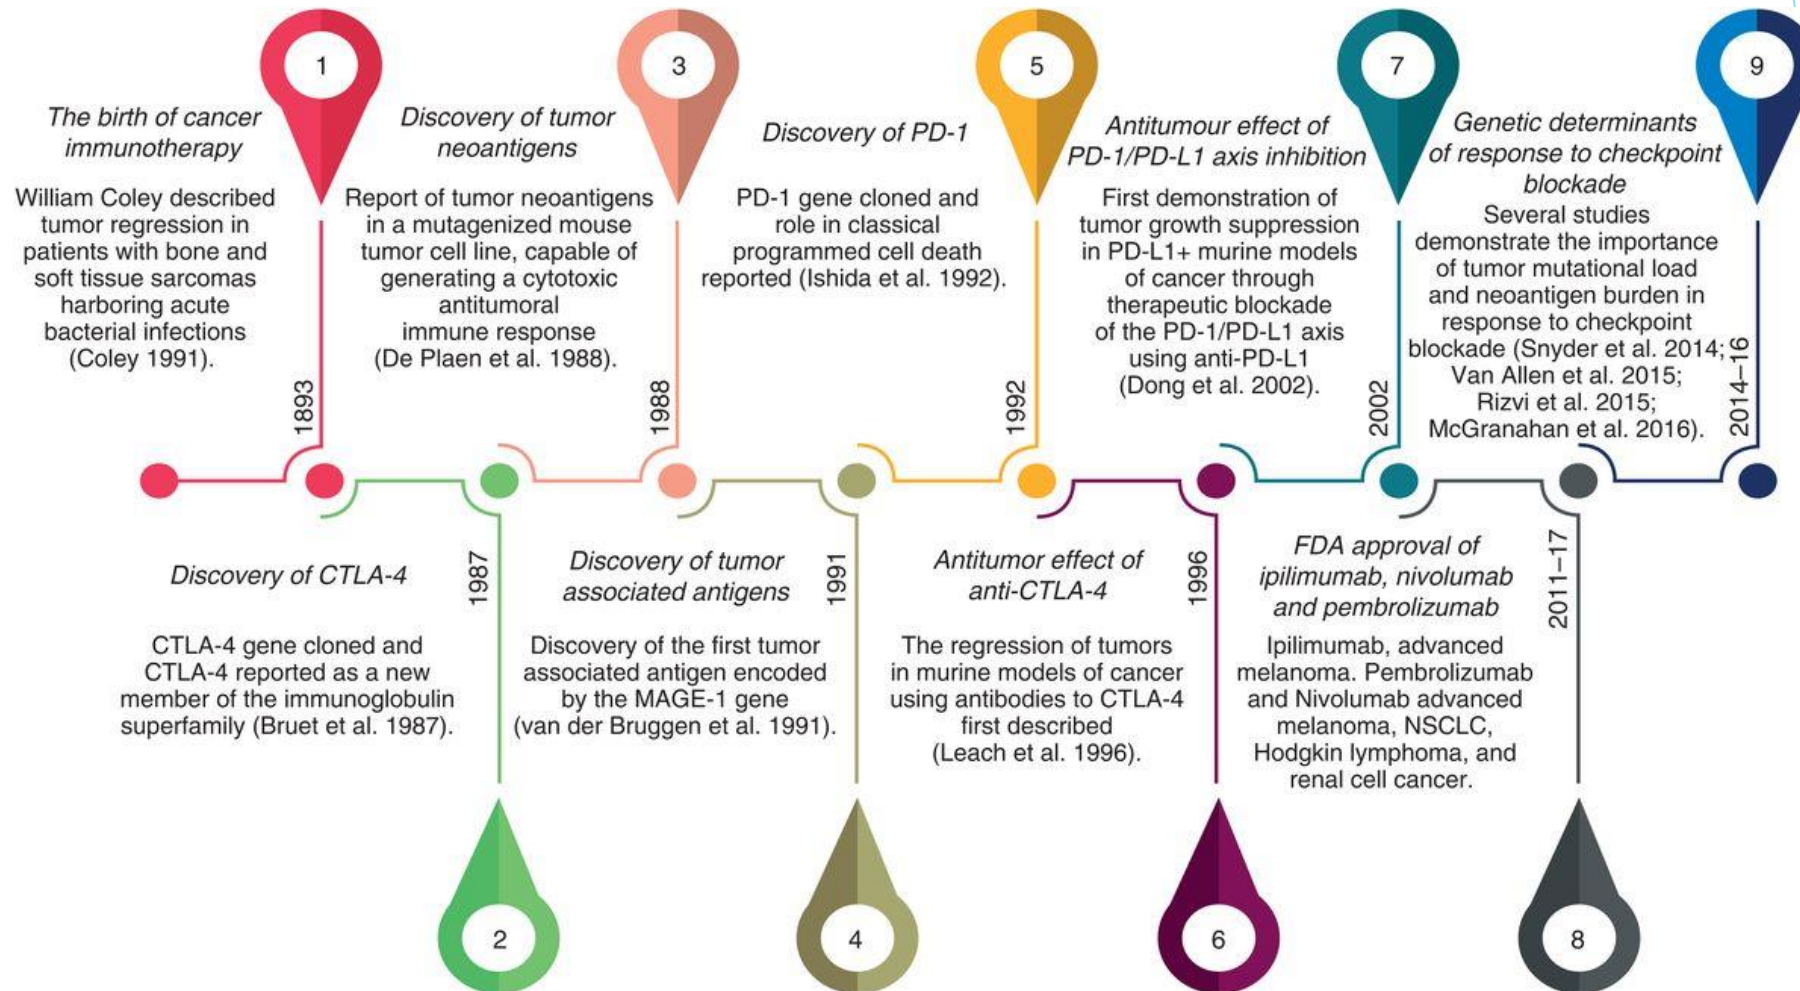 1
The birth of cancer
immunotherapy
William Coley described
tumor regression in
patients with bone and
soft tissue sarcomas
harboring acute
bacterial infections
(Coley 1991).
1893
2
Discovery of CTLA-4
CTLA-4 gene cloned and
CTLA-4 reported as a new
member of the immunoglobulin
superfamily (Bruet et al. 1987).
1987
3
Discovery of tumor
neoantigens
Report of tumor neoantigens
in a mutagenized mouse
tumor cell line, capable of
generating a cytotoxic
antitumoral
immune response
(De Plaen et al. 1988).
1988
4
Discovery of tumor
associated antigens
Discovery of the first tumor
associated antigen encoded
by the MAGE-1 gene
(van der Bruggen et al. 1991).
1991
5
Discovery of PD-1
PD-1 gene cloned and
role in classical
programmed cell death
reported (Ishida et al. 1992).
1992
6
Antitumor effect of
anti-CTLA-4
The regression of tumors
in murine models of cancer
using antibodies to CTLA-4
first described
(Leach et al. 1996).
1996
7
Antitumour effect of
PD-1/PD-L1 axis inhibition
First demonstration of
tumor growth suppression
in PD-L1+ murine models
of cancer through
therapeutic blockade
of the PD-1/PD-L1 axis
using anti-PD-L1
(Dong et al. 2002).
2002
8
FDA approval of
ipilimumab, nivolumab
and pembrolizumab
Ipilimumab, advanced
melanoma. Pembrolizumab
and Nivolumab advanced
melanoma, NSCLC,
Hodgkin lymphoma, and
renal cell cancer.
2011–17
9
Genetic determinants
of response to checkpoint
blockade
Several studies
demonstrate the importance
of tumor mutational load
and neoantigen burden in
response to checkpoint
blockade (Snyder et al. 2014;
Van Allen et al. 2015;
Rizvi et al. 2015;
McGranahan et al. 2016).
2014–16